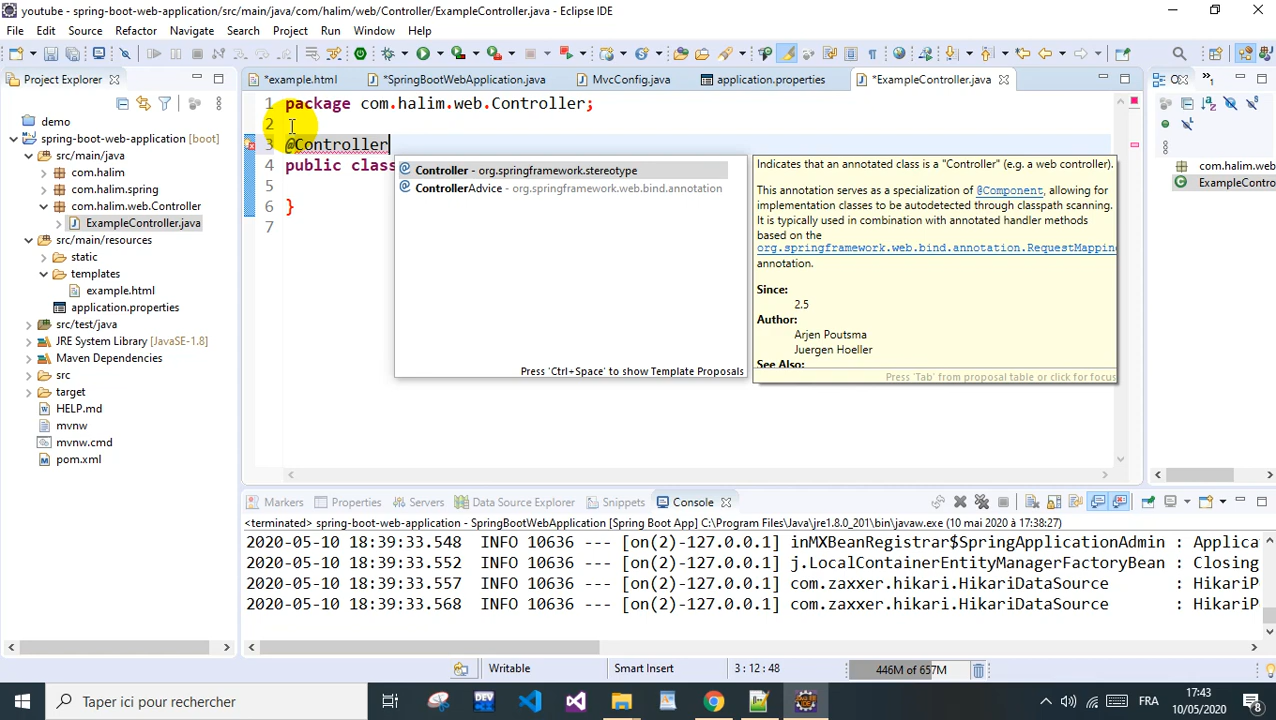 youtube - spring-boot-web-application/src/main/java/com/halim/web/Controller/ExampleController.java - Eclipse IDE
File Edit Source Refactor Navigate Search Project Run Window Help
Project Explorer
*example.html
*SpringBootWebApplication.java
MvcConfig.java
application.properties
*ExampleController.java
demo
spring-boot-web-application [boot]
src/main/java
com.halim
com.halim.spring
com.halim.web.Controller
ExampleController.java
src/main/resources
static
templates
example.html
application.properties
src/test/java
JRE System Library [JavaSE-1.8]
Maven Dependencies
src
target
HELP.md
mvnw
mvnw.cmd
pom.xml
1 package com.halim.web.Controller;
2
3 @Controller
4 public class
5
6 }
7
Controller - org.springframework.stereotype
ControllerAdvice - org.springframework.web.bind.annotation
Press 'Ctrl+Space' to show Template Proposals
Indicates that an annotated class is a "Controller" (e.g. a web controller).
This annotation serves as a specialization of @Component, allowing for
implementation classes to be autodetected through classpath scanning.
It is typically used in combination with annotated handler methods
based on the
org.springframework.web.bind.annotation.RequestMapping
annotation.
Since:
2.5
Author:
Arjen Poutsma
Juergen Hoeller
See Also:
Press 'Tab' from proposal table or click for focus
com.halim.web.
ExampleContro
Markers Properties Servers Data Source Explorer Snippets Console
<terminated> spring-boot-web-application - SpringBootWebApplication [Spring Boot App] C:\Program Files\Java\jre1.8.0_201\bin\javaw.exe (10 mai 2020 à 17:38:27)
2020-05-10 18:39:33.548 INFO 10636 --- [on(2)-127.0.0.1] inMXBeanRegistrar$SpringApplicationAdmin : Applica
2020-05-10 18:39:33.552 INFO 10636 --- [on(2)-127.0.0.1] j.LocalContainerEntityManagerFactoryBean : Closing
2020-05-10 18:39:33.557 INFO 10636 --- [on(2)-127.0.0.1] com.zaxxer.hikari.HikariDataSource : HikariP
2020-05-10 18:39:33.568 INFO 10636 --- [on(2)-127.0.0.1] com.zaxxer.hikari.HikariDataSource : HikariP
Writable Smart Insert 3 : 12 : 48 446M of 657M
Taper ici pour rechercher
DEV
FRA
17:43
10/05/2020
8